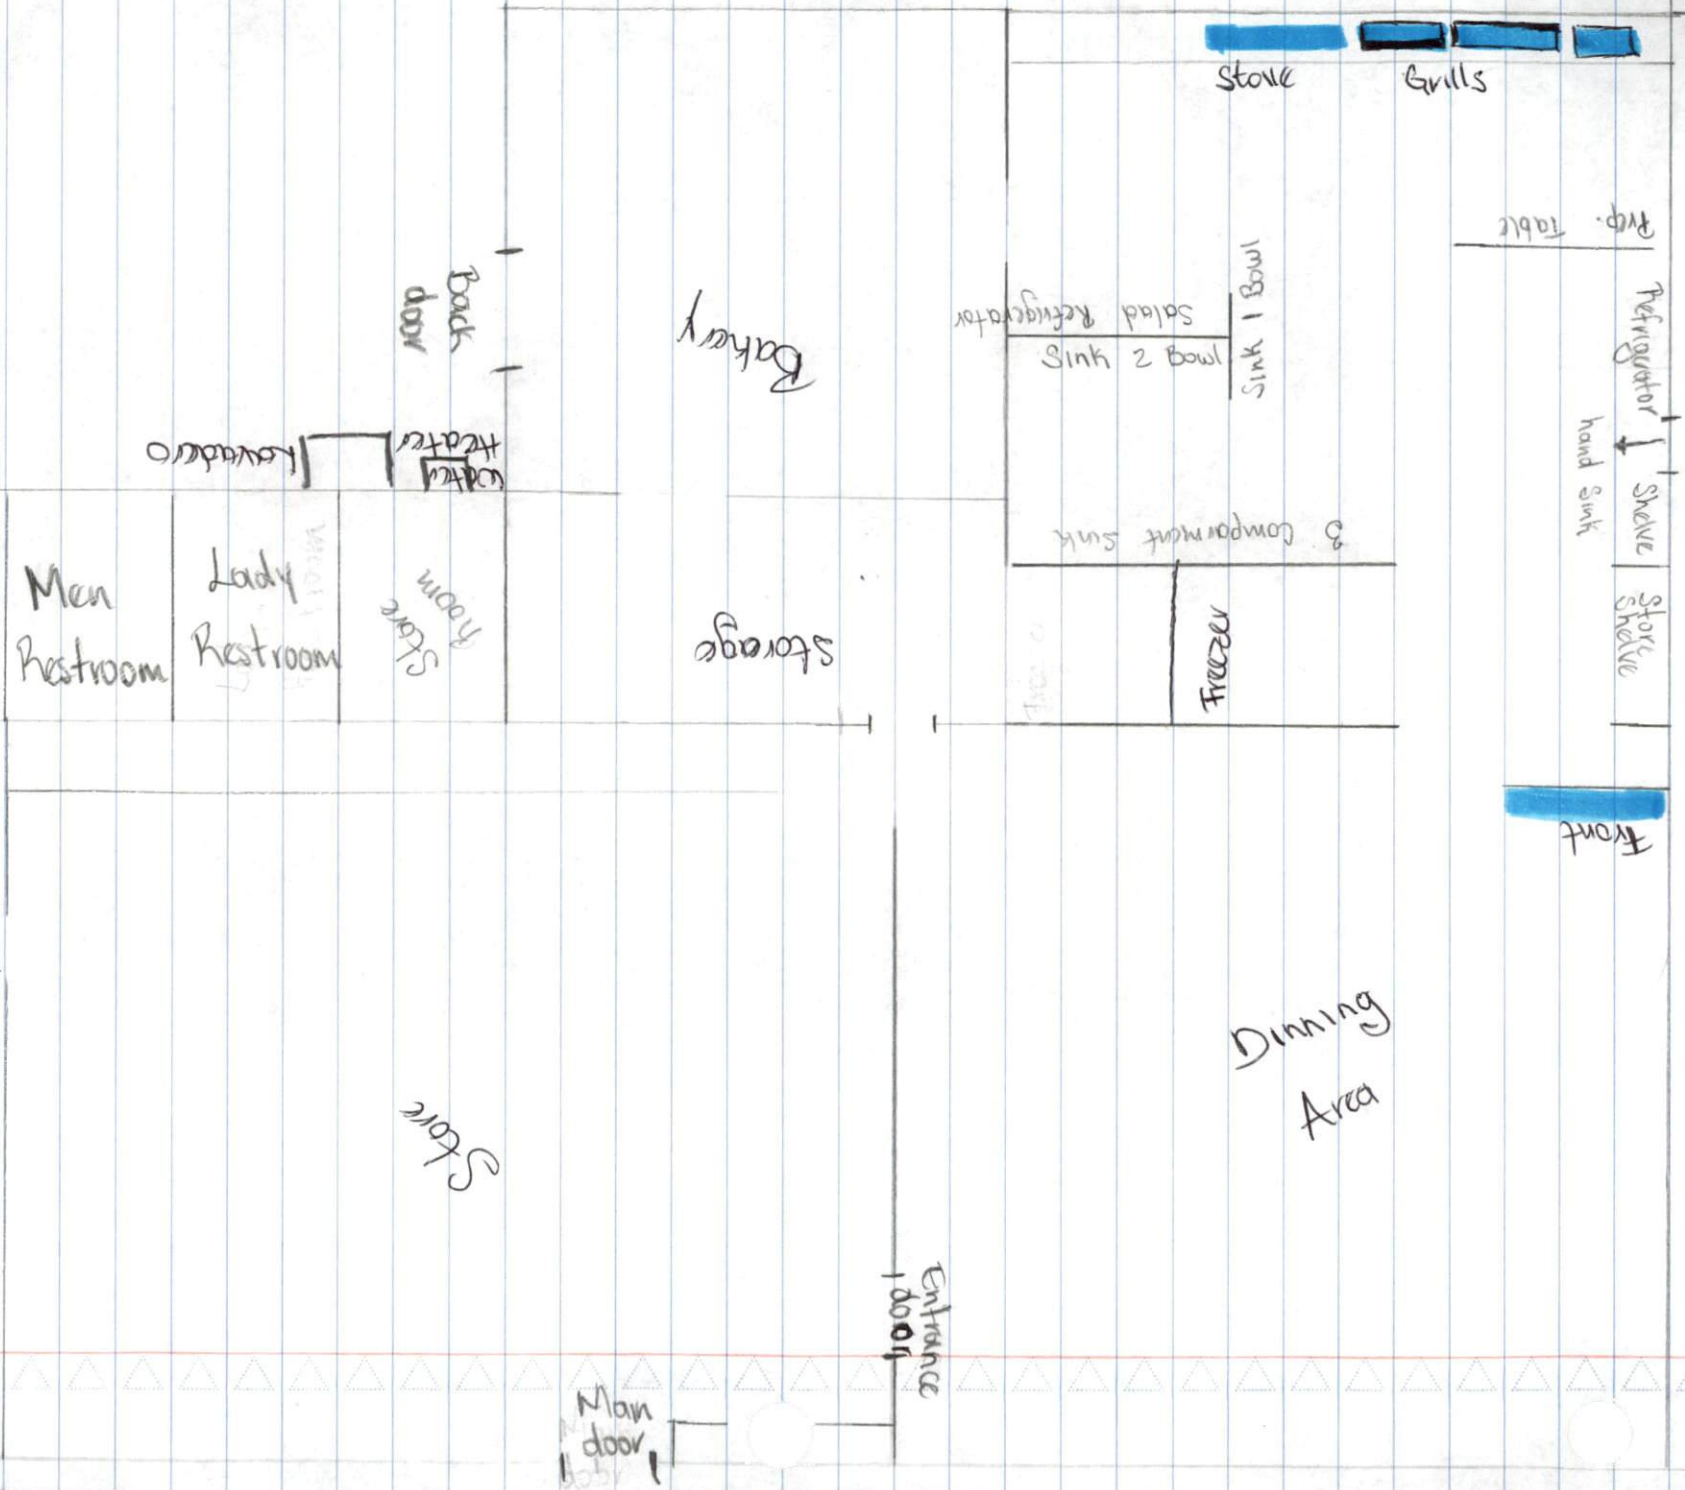 Stove
Grills
Prep. Table
Back
door
Bakery
Salad Refrigerator
Sink 2 Bowl
Sink 1 Bowl
Refrigerator
hand Sink
Shelve
Store
Shelve
Lavadero
Water
Heater
3 Comparment Sink
Men
Restroom
Lady
Restroom
Store
Room
Storage
Freezer
Front
Dinning
Area
Store
Entrance
door
Main
door